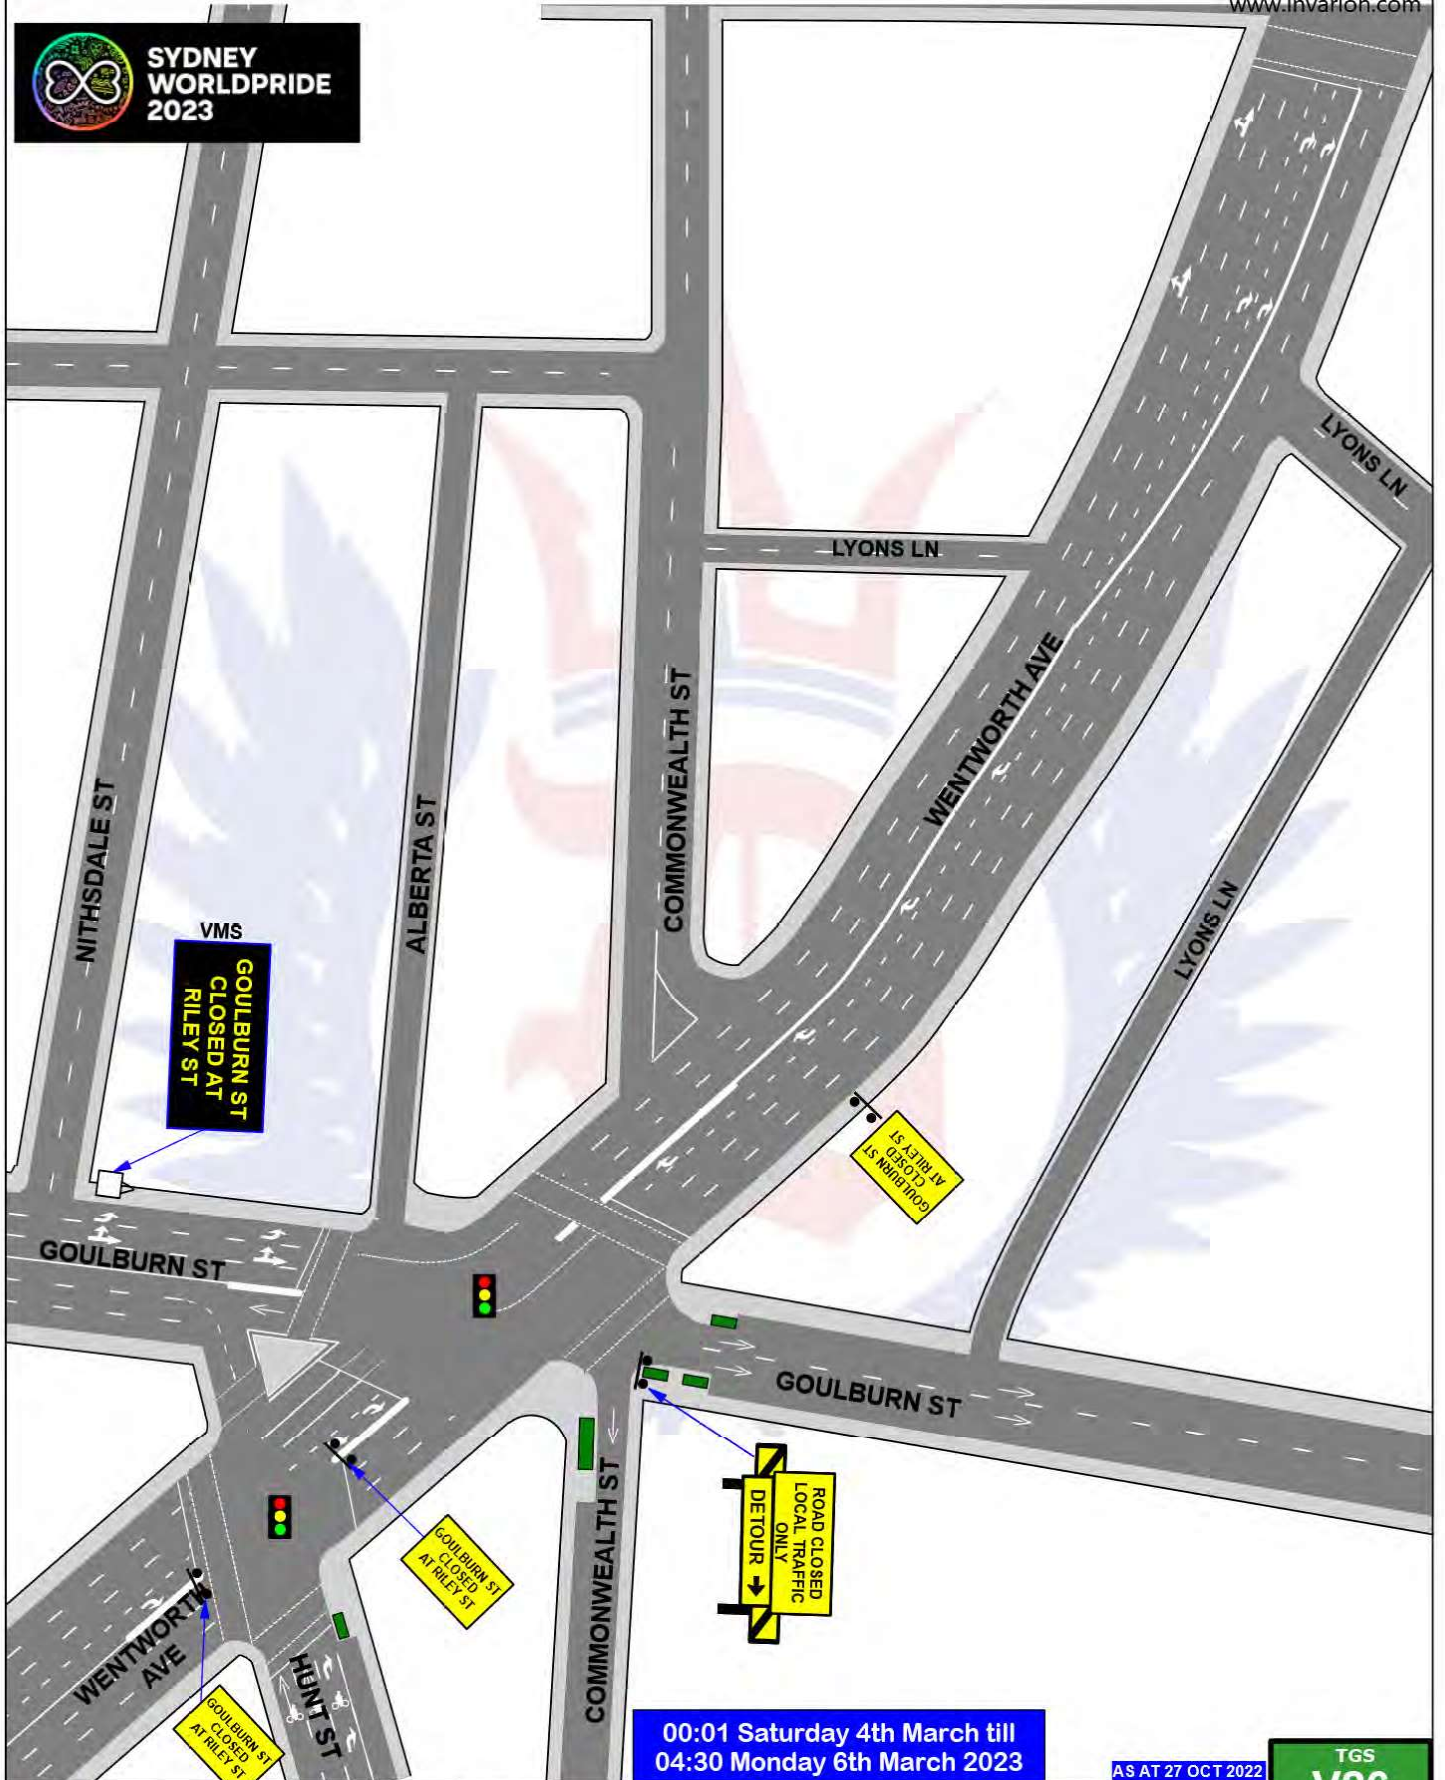 www.invarion.com
SYDNEY
WORLDPRIDE
2023
LYONS LN
LYONS LN
WENTWORTH AVE
COMMONWEALTH ST
NITHSDALE ST
ALBERTA ST
LYONS LN
VMS
GOULBURN ST
CLOSED AT
RILEY ST
GOULBURN ST
CLOSED
AT RILEY ST
GOULBURN ST
GOULBURN ST
ROAD CLOSED
LOCAL TRAFFIC
ONLY
DETOUR
COMMONWEALTH ST
GOULBURN ST
CLOSED
AT RILEY ST
WENTWORTH
AVE
HUNT ST
GOULBURN ST
CLOSED
AT RILEY ST
00:01 Saturday 4th March till
04:30 Monday 6th March 2023
AS AT 27 OCT 2022
TGS